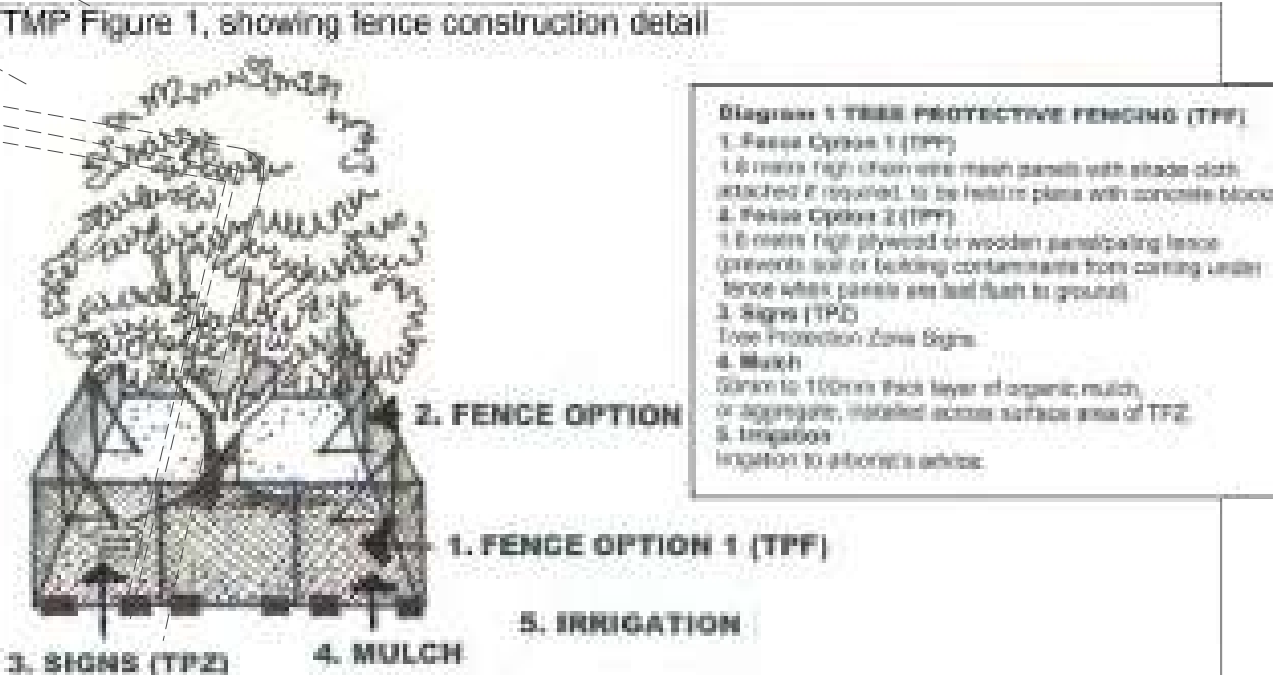 TMP Figure 1, showing fence construction detail
Diagram 1 TREE PROTECTIVE FENCING (TPF)
1. Fence Option 1 (TPF)
1.8 metre high chain wire mesh panels with shade cloth
attached if required, to be held in place with concrete blocks
2. Fence Option 2 (TPF)
1.8 metre high plywood or wooden panel/paling fence
(prevents soil or building contaminants from coming under
fence when panels are laid flush to ground)
3. Signs (TPZ)
Tree Protection Zone Signs.
4. Mulch
50mm to 100mm thick layer of organic mulch,
or aggregate, installed across surface area of TPZ.
5. Irrigation
Irrigation to arborist's advice.
2. FENCE OPTION
1. FENCE OPTION 1 (TPF)
5. IRRIGATION
4. MULCH
3. SIGNS (TPZ)